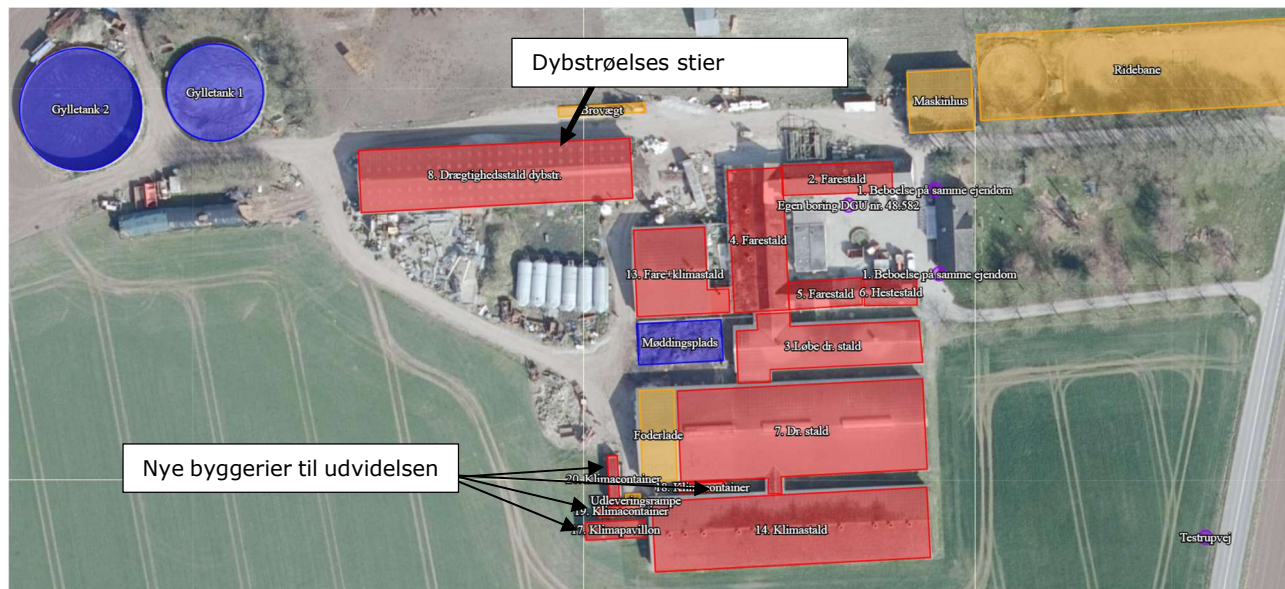 Dybstrøelses stier
Ridebane
Maskinhus
Gylletank 1
Gylletank 2
Brovægt
8. Drægtighedsstald dybstr.
2. Farestald
1. Beboelse på samme ejendom
Egen boring DGU nr. 48.582
4. Farestald
13. Fare+klimastald
1. Beboelse på samme ejendom
5. Farestald
6. Hestestald
Møddingsplads
3.Løbe dr. stald
Foderlade
7. Dr. stald
Nye byggerier til udvidelsen
20. Klimacontainer
18. Klimacontainer
Udleveringsrampe
19. Klimacontainer
17. Klimapavillon
14. Klimastald
Testrupvej